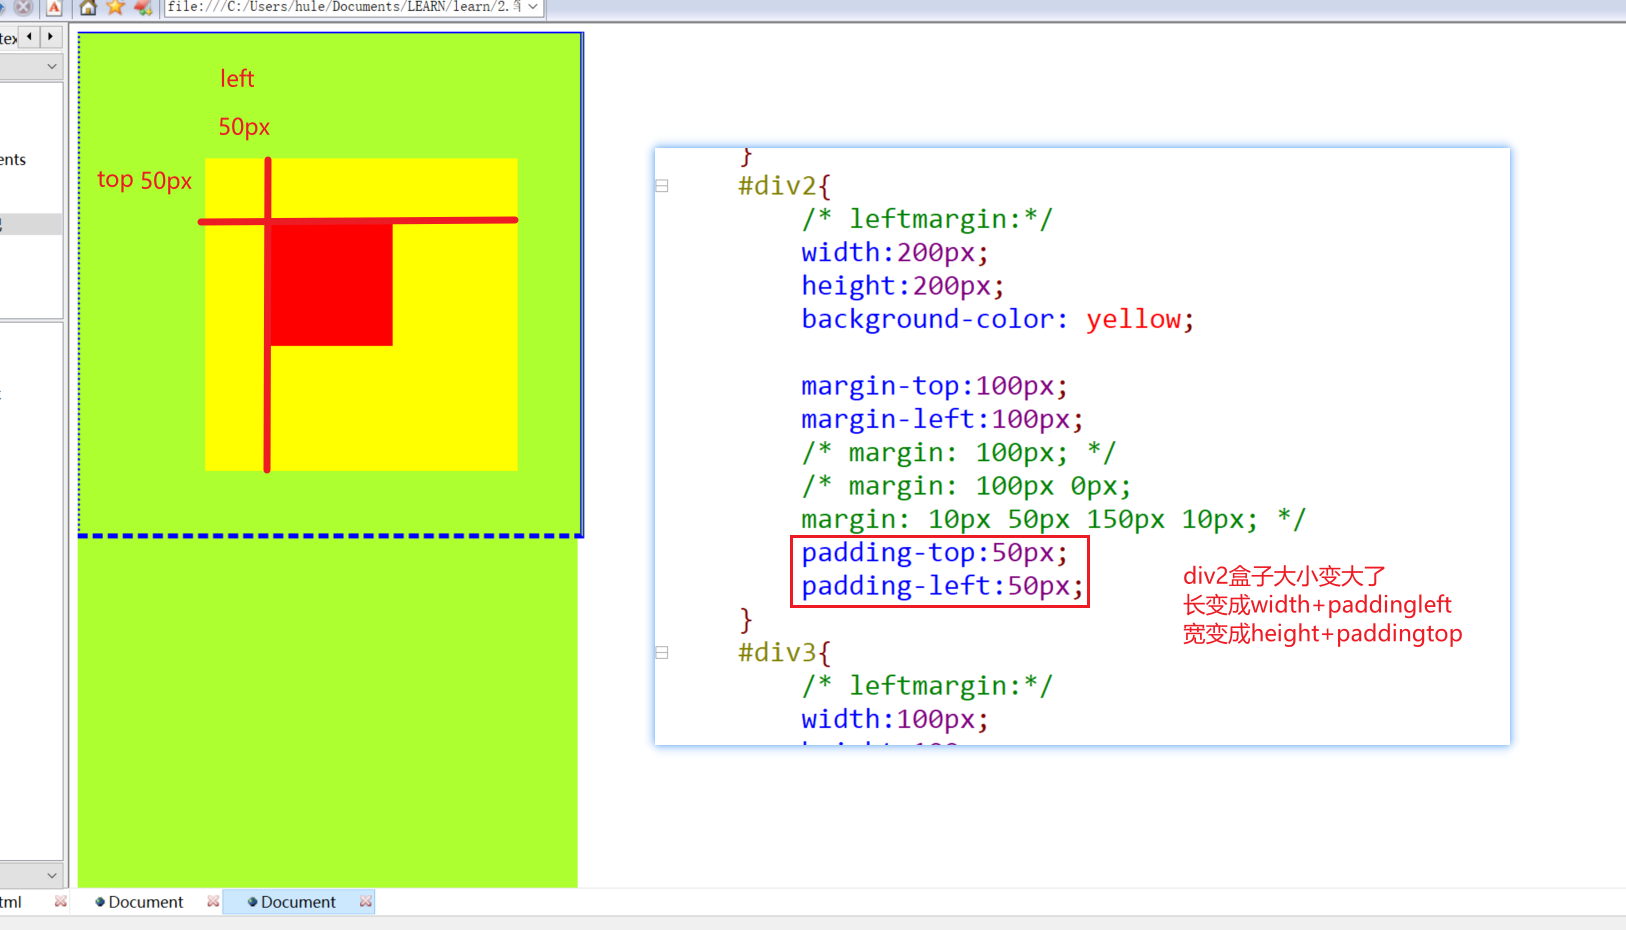 file:///C:/Users/hule/Documents/LEARN/learn/2.
left
50px
top 50px
ents
}
#div2{
/* leftmargin:*/
width:200px;
height:200px;
background-color: yellow;
margin-top:100px;
margin-left:100px;
/* margin: 100px; */
/* margin: 100px 0px;
margin: 10px 50px 150px 10px; */
padding-top:50px;
padding-left:50px;
}
#div3{
/* leftmargin:*/
width:100px;
div2盒子大小变大了
长变成width+paddingleft
宽变成height+paddingtop
tml
Document
Document